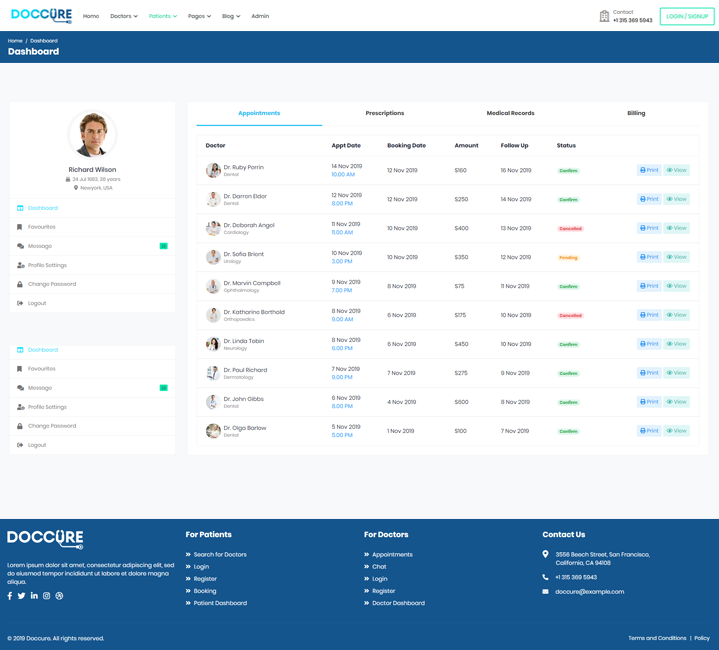 DOCCURE
Home Doctors Patients Pages Blog Admin
Contact
+1 315 369 5943
LOGIN / SIGNUP
Home / Dashboard
Dashboard
Richard Wilson
24 Jul 1983, 38 years
Newyork, USA
Dashboard
Favourites
Message
Profile Settings
Change Password
Logout
Dashboard
Favourites
Message
Profile Settings
Change Password
Logout
Appointments Prescriptions Medical Records Billing
Doctor Appt Date Booking Date Amount Follow Up Status
Dr. Ruby Perrin 14 Nov 2019 12 Nov 2019 $160 16 Nov 2019 Confirm Print View
Dental 10.00 AM
Dr. Darren Elder 12 Nov 2019 12 Nov 2019 $250 14 Nov 2019 Confirm Print View
Dental 8.00 PM
Dr. Deborah Angel 11 Nov 2019 10 Nov 2019 $400 13 Nov 2019 Cancelled Print View
Cardiology 11.00 AM
Dr. Sofia Brient 10 Nov 2019 10 Nov 2019 $350 12 Nov 2019 Pending Print View
Urology 3.00 PM
Dr. Marvin Campbell 9 Nov 2019 8 Nov 2019 $75 11 Nov 2019 Confirm Print View
Ophthalmology 7.00 PM
Dr. Katharine Berthold 8 Nov 2019 6 Nov 2019 $175 10 Nov 2019 Cancelled Print View
Orthopaedics 9.00 AM
Dr. Linda Tobin 8 Nov 2019 6 Nov 2019 $450 10 Nov 2019 Confirm Print View
Neurology 6.00 PM
Dr. Paul Richard 7 Nov 2019 7 Nov 2019 $275 9 Nov 2019 Confirm Print View
Dermatology 9.00 PM
Dr. John Gibbs 6 Nov 2019 4 Nov 2019 $600 8 Nov 2019 Confirm Print View
Dental 8.00 PM
Dr. Olga Barlow 5 Nov 2019 1 Nov 2019 $100 7 Nov 2019 Confirm Print View
Dental 5.00 PM
DOCCURE
Lorem ipsum dolor sit amet, consectetur adipiscing elit, sed
do eiusmod tempor incididunt ut labore et dolore magna
aliqua.
For Patients
Search for Doctors
Login
Register
Booking
Patient Dashboard
For Doctors
Appointments
Chat
Login
Register
Doctor Dashboard
Contact Us
3556 Beech Street, San Francisco,
California, CA 94108
+1 315 369 5943
doccure@example.com
© 2019 Doccure. All rights reserved.
Terms and Conditions | Policy